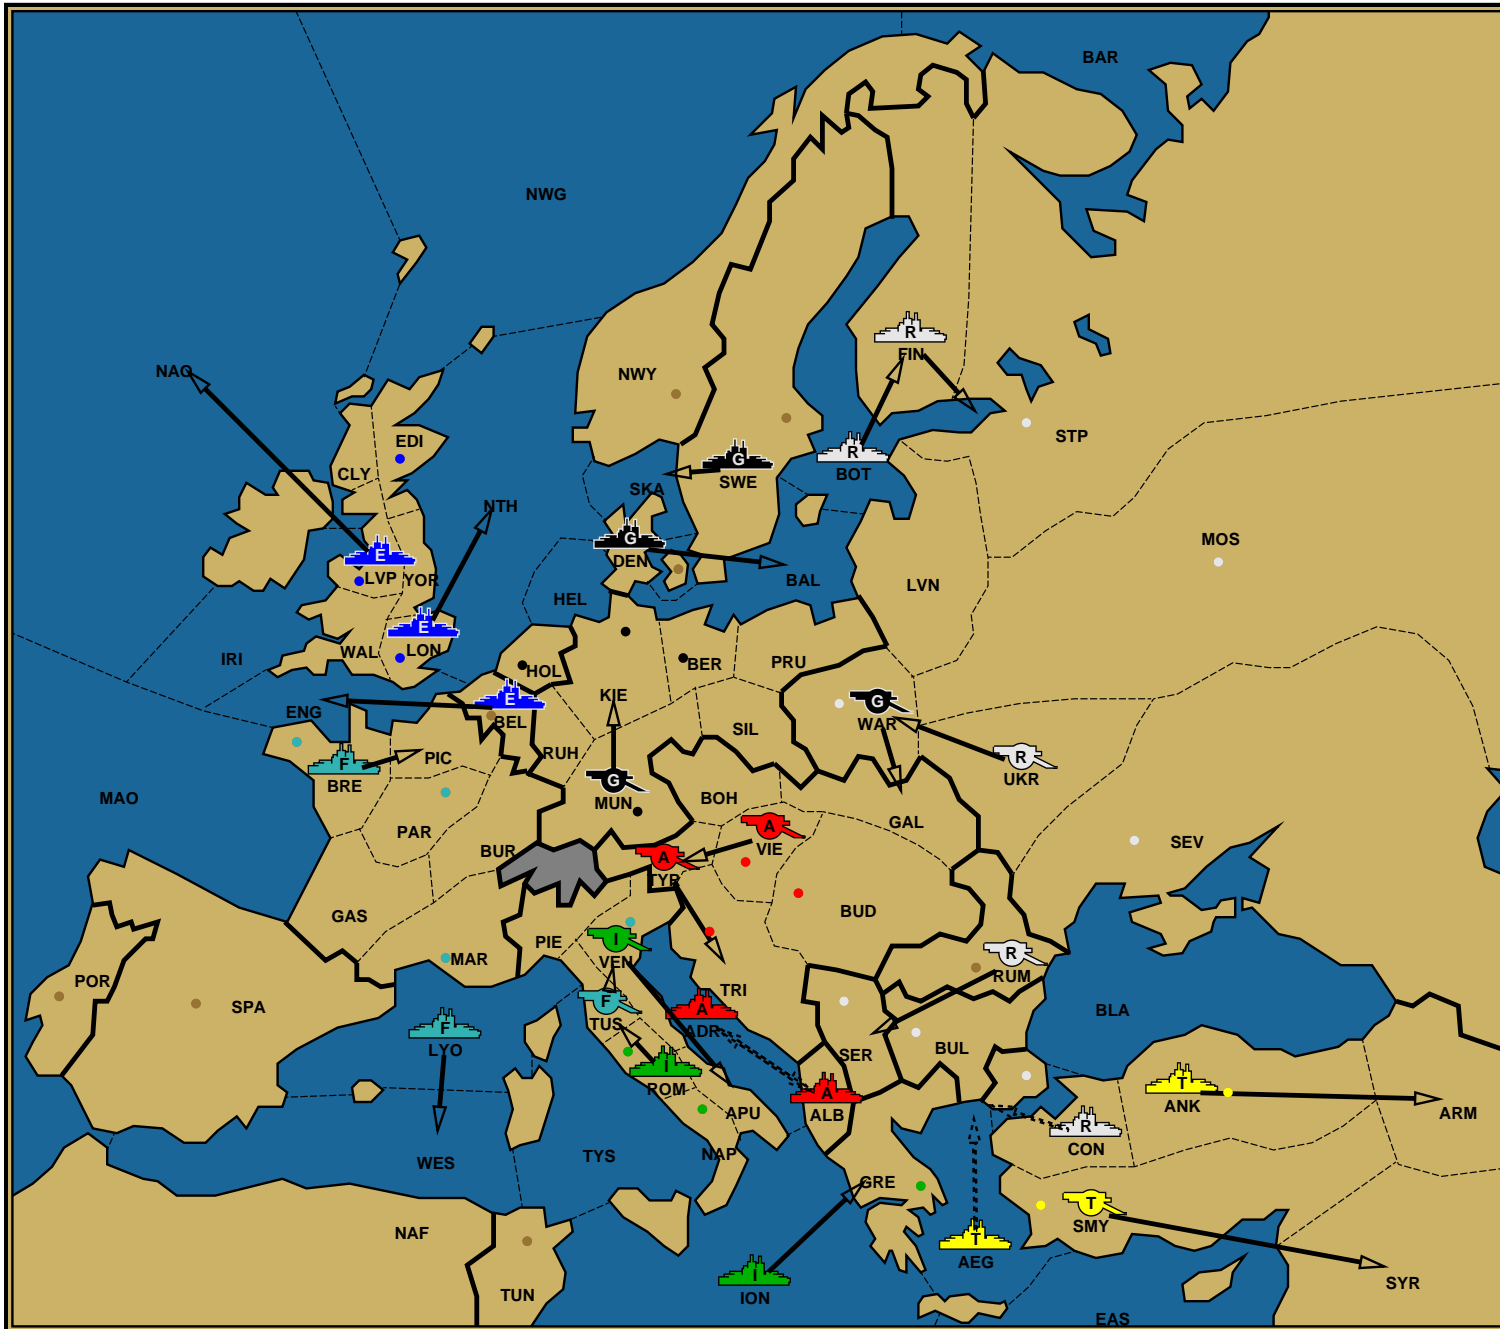 BAR
NWG
R
FIN
NAO
NWY
EDI
STP
CLY
G
SWE
R
BOT
SKA
NTH
G
DEN
MOS
E
LVP
YOR
BAL
LVN
HEL
E
LON
IRI
WAL
HOL
BER
PRU
KIE
E
BEL
G
WAR
ENG
SIL
RUH
PIC
F
BRE
R
UKR
G
MUN
BOH
MAO
PAR
A
VIE
GAL
SEV
BUR
A
TYR
BUD
GAS
I
VEN
PIE
MAR
R
RUM
POR
SPA
TRI
F
TUS
A
ADR
BLA
F
LYO
SER
BUL
I
ROM
A
ALB
APU
T
ANK
ARM
R
CON
NAP
WES
TYS
GRE
T
SMY
NAF
T
AEG
I
ION
SYR
TUN
EAS